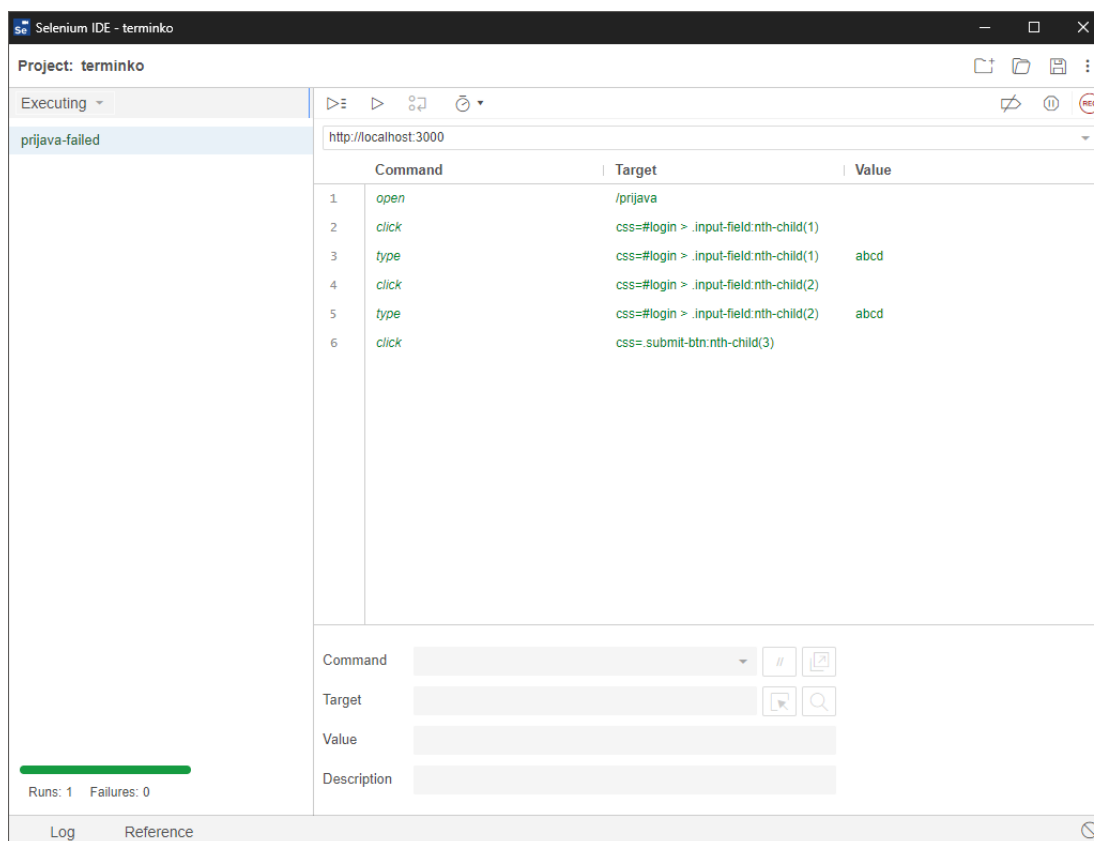 Se Selenium IDE - terminko
Project: terminko
Executing
prijava-failed
REC
http://localhost:3000
Command Target Value
1 open /prijava
2 click css=#login > .input-field:nth-child(1)
3 type css=#login > .input-field:nth-child(1) abcd
4 click css=#login > .input-field:nth-child(2)
5 type css=#login > .input-field:nth-child(2) abcd
6 click css=.submit-btn:nth-child(3)
Command //
Target
Value
Description
Runs: 1 Failures: 0
Log Reference